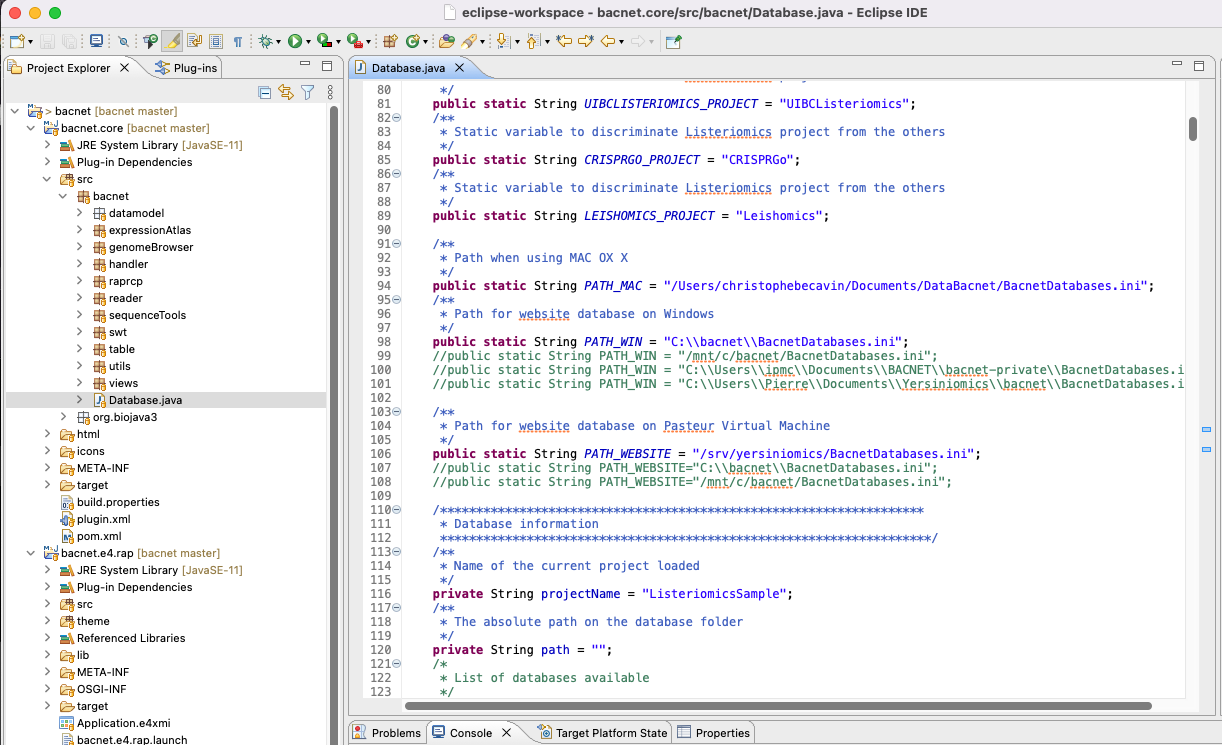 eclipse-workspace - bacnet.core/src/bacnet/Database.java - Eclipse IDE
Project Explorer
Plug-ins
> bacnet [bacnet master]
bacnet.core [bacnet master]
JRE System Library [JavaSE-11]
Plug-in Dependencies
src
bacnet
datamodel
expressionAtlas
genomeBrowser
handler
raprcp
reader
sequenceTools
swt
table
utils
views
Database.java
org.biojava3
html
icons
META-INF
target
build.properties
plugin.xml
pom.xml
bacnet.e4.rap [bacnet master]
JRE System Library [JavaSE-11]
Plug-in Dependencies
src
theme
Referenced Libraries
lib
META-INF
OSGI-INF
target
Application.e4xmi
bacnet.e4.rap.launch
Database.java
80 */
81 public static String UIBCLISTERIOMICS_PROJECT = "UIBCListeriomics";
82 /**
83 * Static variable to discriminate Listeriomics project from the others
84 */
85 public static String CRISPRGO_PROJECT = "CRISPRGo";
86 /**
87 * Static variable to discriminate Listeriomics project from the others
88 */
89 public static String LEISHOMICS_PROJECT = "Leishomics";
90
91 /**
92 * Path when using MAC OX X
93 */
94 public static String PATH_MAC = "/Users/christophebecavin/Documents/DataBacnet/BacnetDatabases.ini";
95 /**
96 * Path for website database on Windows
97 */
98 public static String PATH_WIN = "C:\\bacnet\\BacnetDatabases.ini";
99 //public static String PATH_WIN = "/mnt/c/bacnet/BacnetDatabases.ini";
100 //public static String PATH_WIN = "C:\\Users\\ipmc\\Documents\\BACNET\\bacnet-private\\BacnetDatabases.i
101 //public static String PATH_WIN = "C:\\Users\\Pierre\\Documents\\Yersiniomics\\bacnet\\BacnetDatabases.i
102
103 /**
104 * Path for website database on Pasteur Virtual Machine
105 */
106 public static String PATH_WEBSITE = "/srv/yersiniomics/BacnetDatabases.ini";
107 //public static String PATH_WEBSITE="C:\\bacnet\\BacnetDatabases.ini";
108 //public static String PATH_WEBSITE="/mnt/c/bacnet/BacnetDatabases.ini";
109
110 /*******************************************************************
111 * Database information
112 ********************************************************************/
113 /**
114 * Name of the current project loaded
115 */
116 private String projectName = "ListeriomicsSample";
117 /**
118 * The absolute path on the database folder
119 */
120 private String path = "";
121 /*
122 * List of databases available
123 */
Problems
Console
Target Platform State
Properties